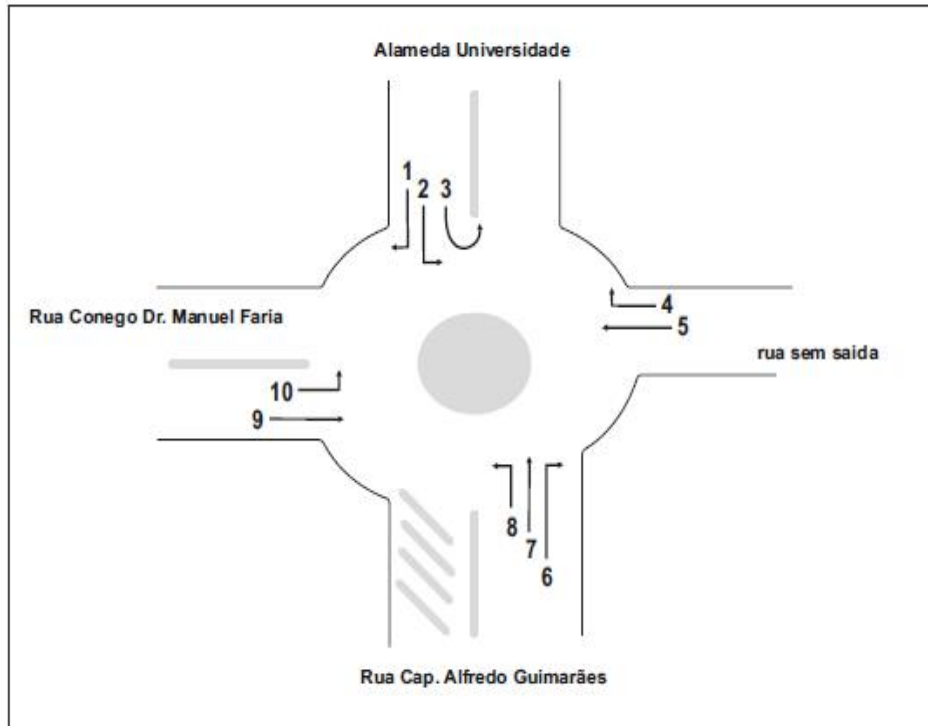 Alameda Universidade
1
2 3
Rua Conego Dr. Manuel Faria
4
5
rua sem saida
10
9
8
7
6
Rua Cap. Alfredo Guimarães